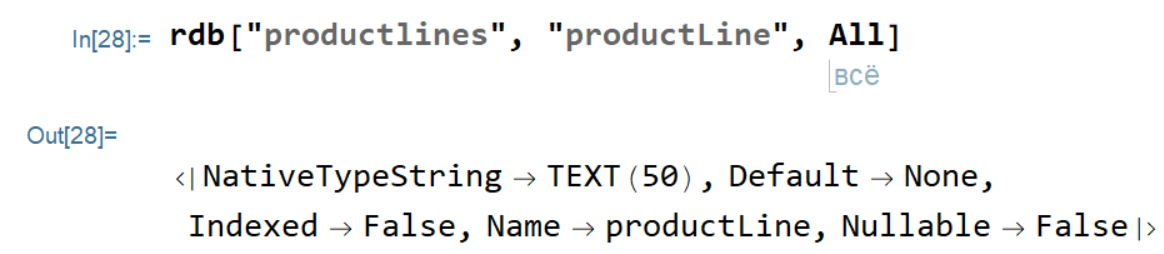 In[28]:= rdb["productlines", "productLine", All]
всё
Out[28]=
<|NativeTypeString → TEXT(50), Default → None,
Indexed → False, Name → productLine, Nullable → False|>